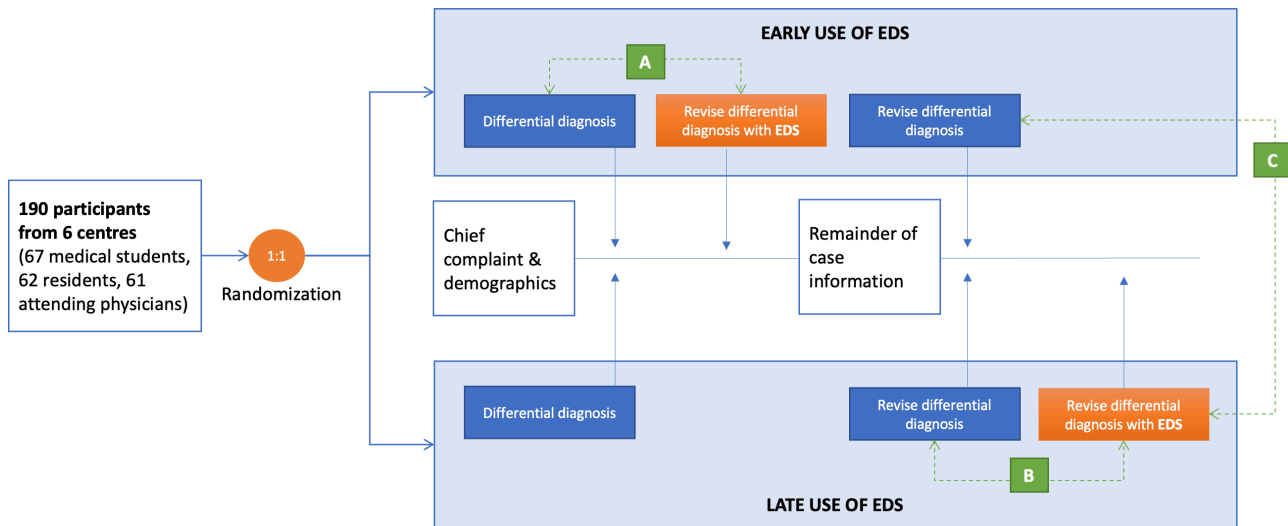 EARLY USE OF EDS
A
Differential diagnosis
Revise differential
diagnosis with EDS
Revise differential
diagnosis
C
190 participants
from 6 centres
(67 medical students,
62 residents, 61
attending physicians)
1:1
Randomization
Chief
complaint &
demographics
Remainder of
case
information
Differential diagnosis
Revise differential
diagnosis
Revise differential
diagnosis with EDS
B
LATE USE OF EDS